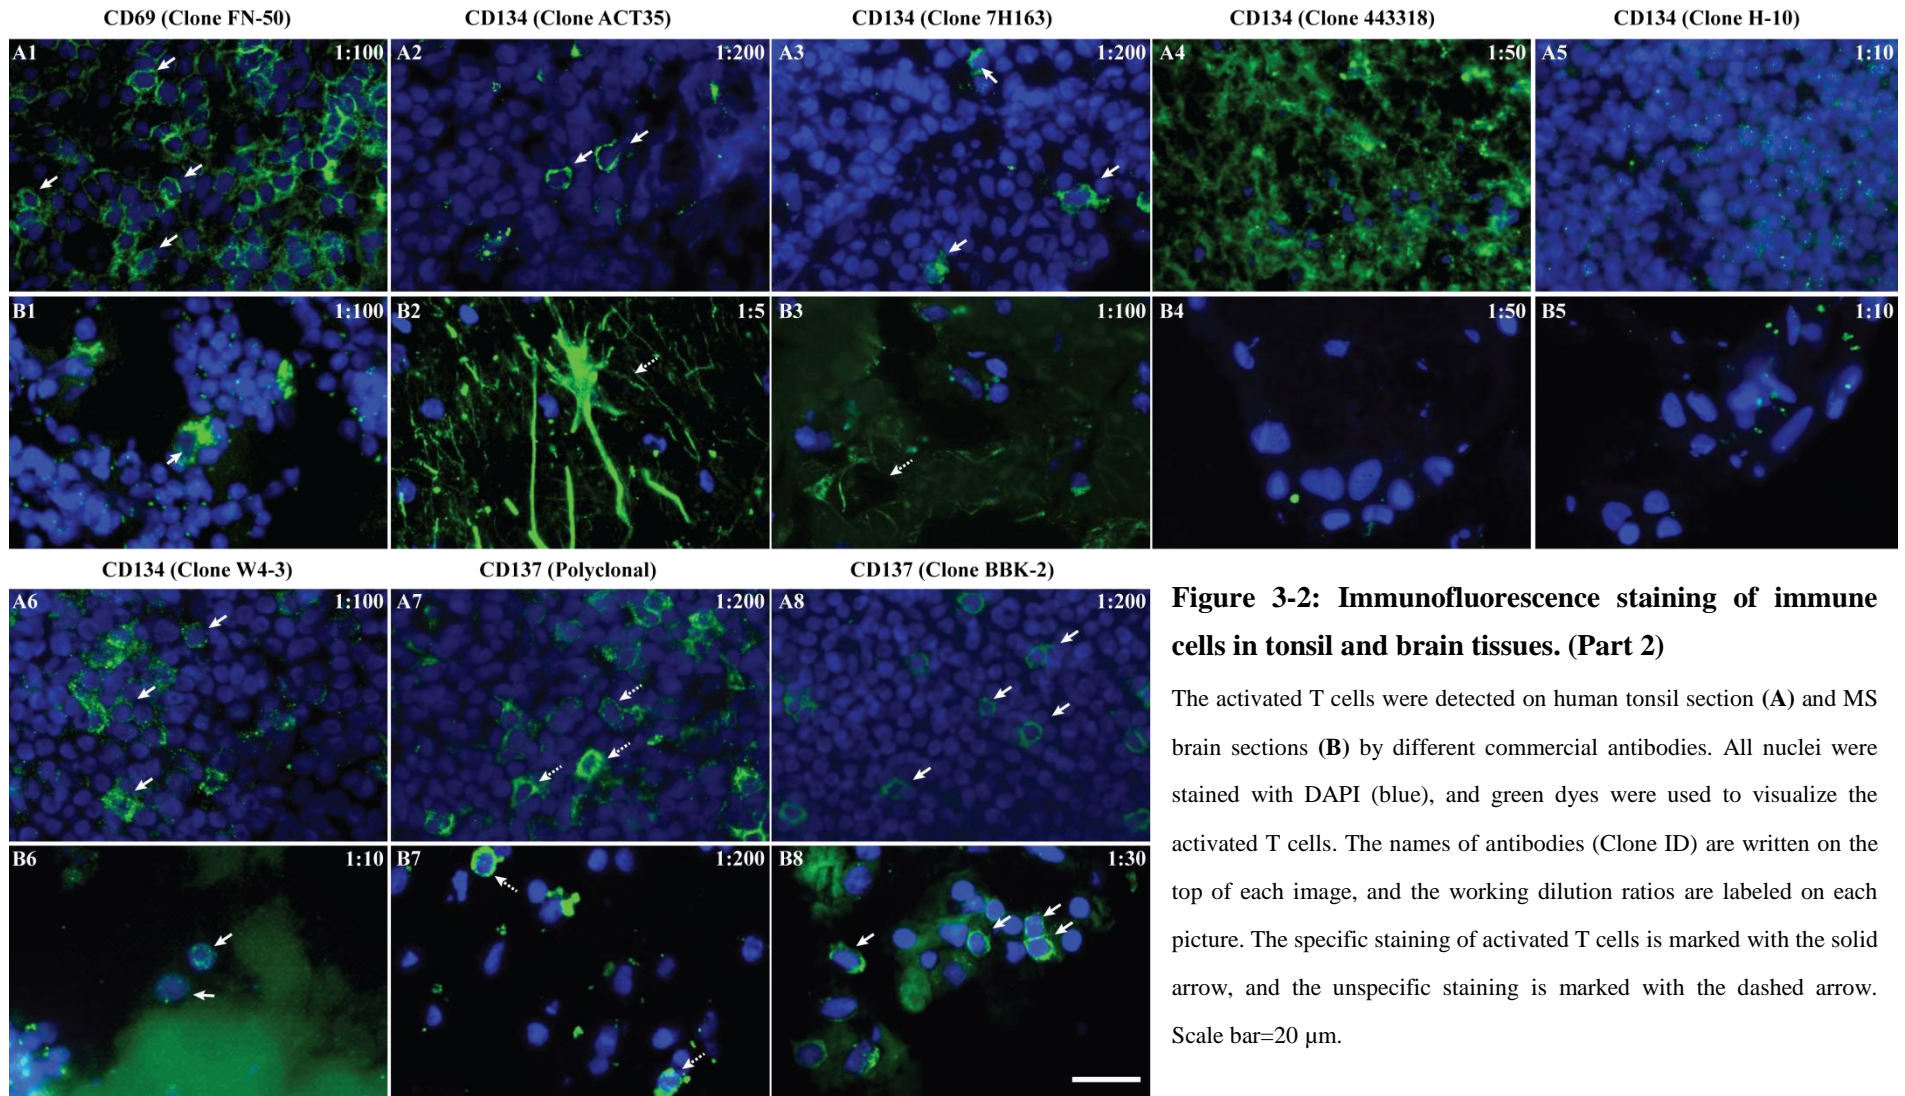 CD69 (Clone FN-50)
CD134 (Clone ACT35)
CD134 (Clone 7H163)
CD134 (Clone 443318)
CD134 (Clone H-10)
A1
1:100
A2
1:200
A3
1:200
A4
1:50
A5
1:10
B1
1:100
B2
1:5
B3
1:100
B4
1:50
B5
1:10
CD134 (Clone W4-3)
CD137 (Polyclonal)
CD137 (Clone BBK-2)
A6
1:100
A7
1:200
A8
1:200
B6
1:10
B7
1:200
B8
1:30
Figure 3-2: Immunofluorescence staining of immune
cells in tonsil and brain tissues. (Part 2)
The activated T cells were detected on human tonsil section (A) and MS
brain sections (B) by different commercial antibodies. All nuclei were
stained with DAPI (blue), and green dyes were used to visualize the
activated T cells. The names of antibodies (Clone ID) are written on the
top of each image, and the working dilution ratios are labeled on each
picture. The specific staining of activated T cells is marked with the solid
arrow, and the unspecific staining is marked with the dashed arrow.
Scale bar=20 µm.